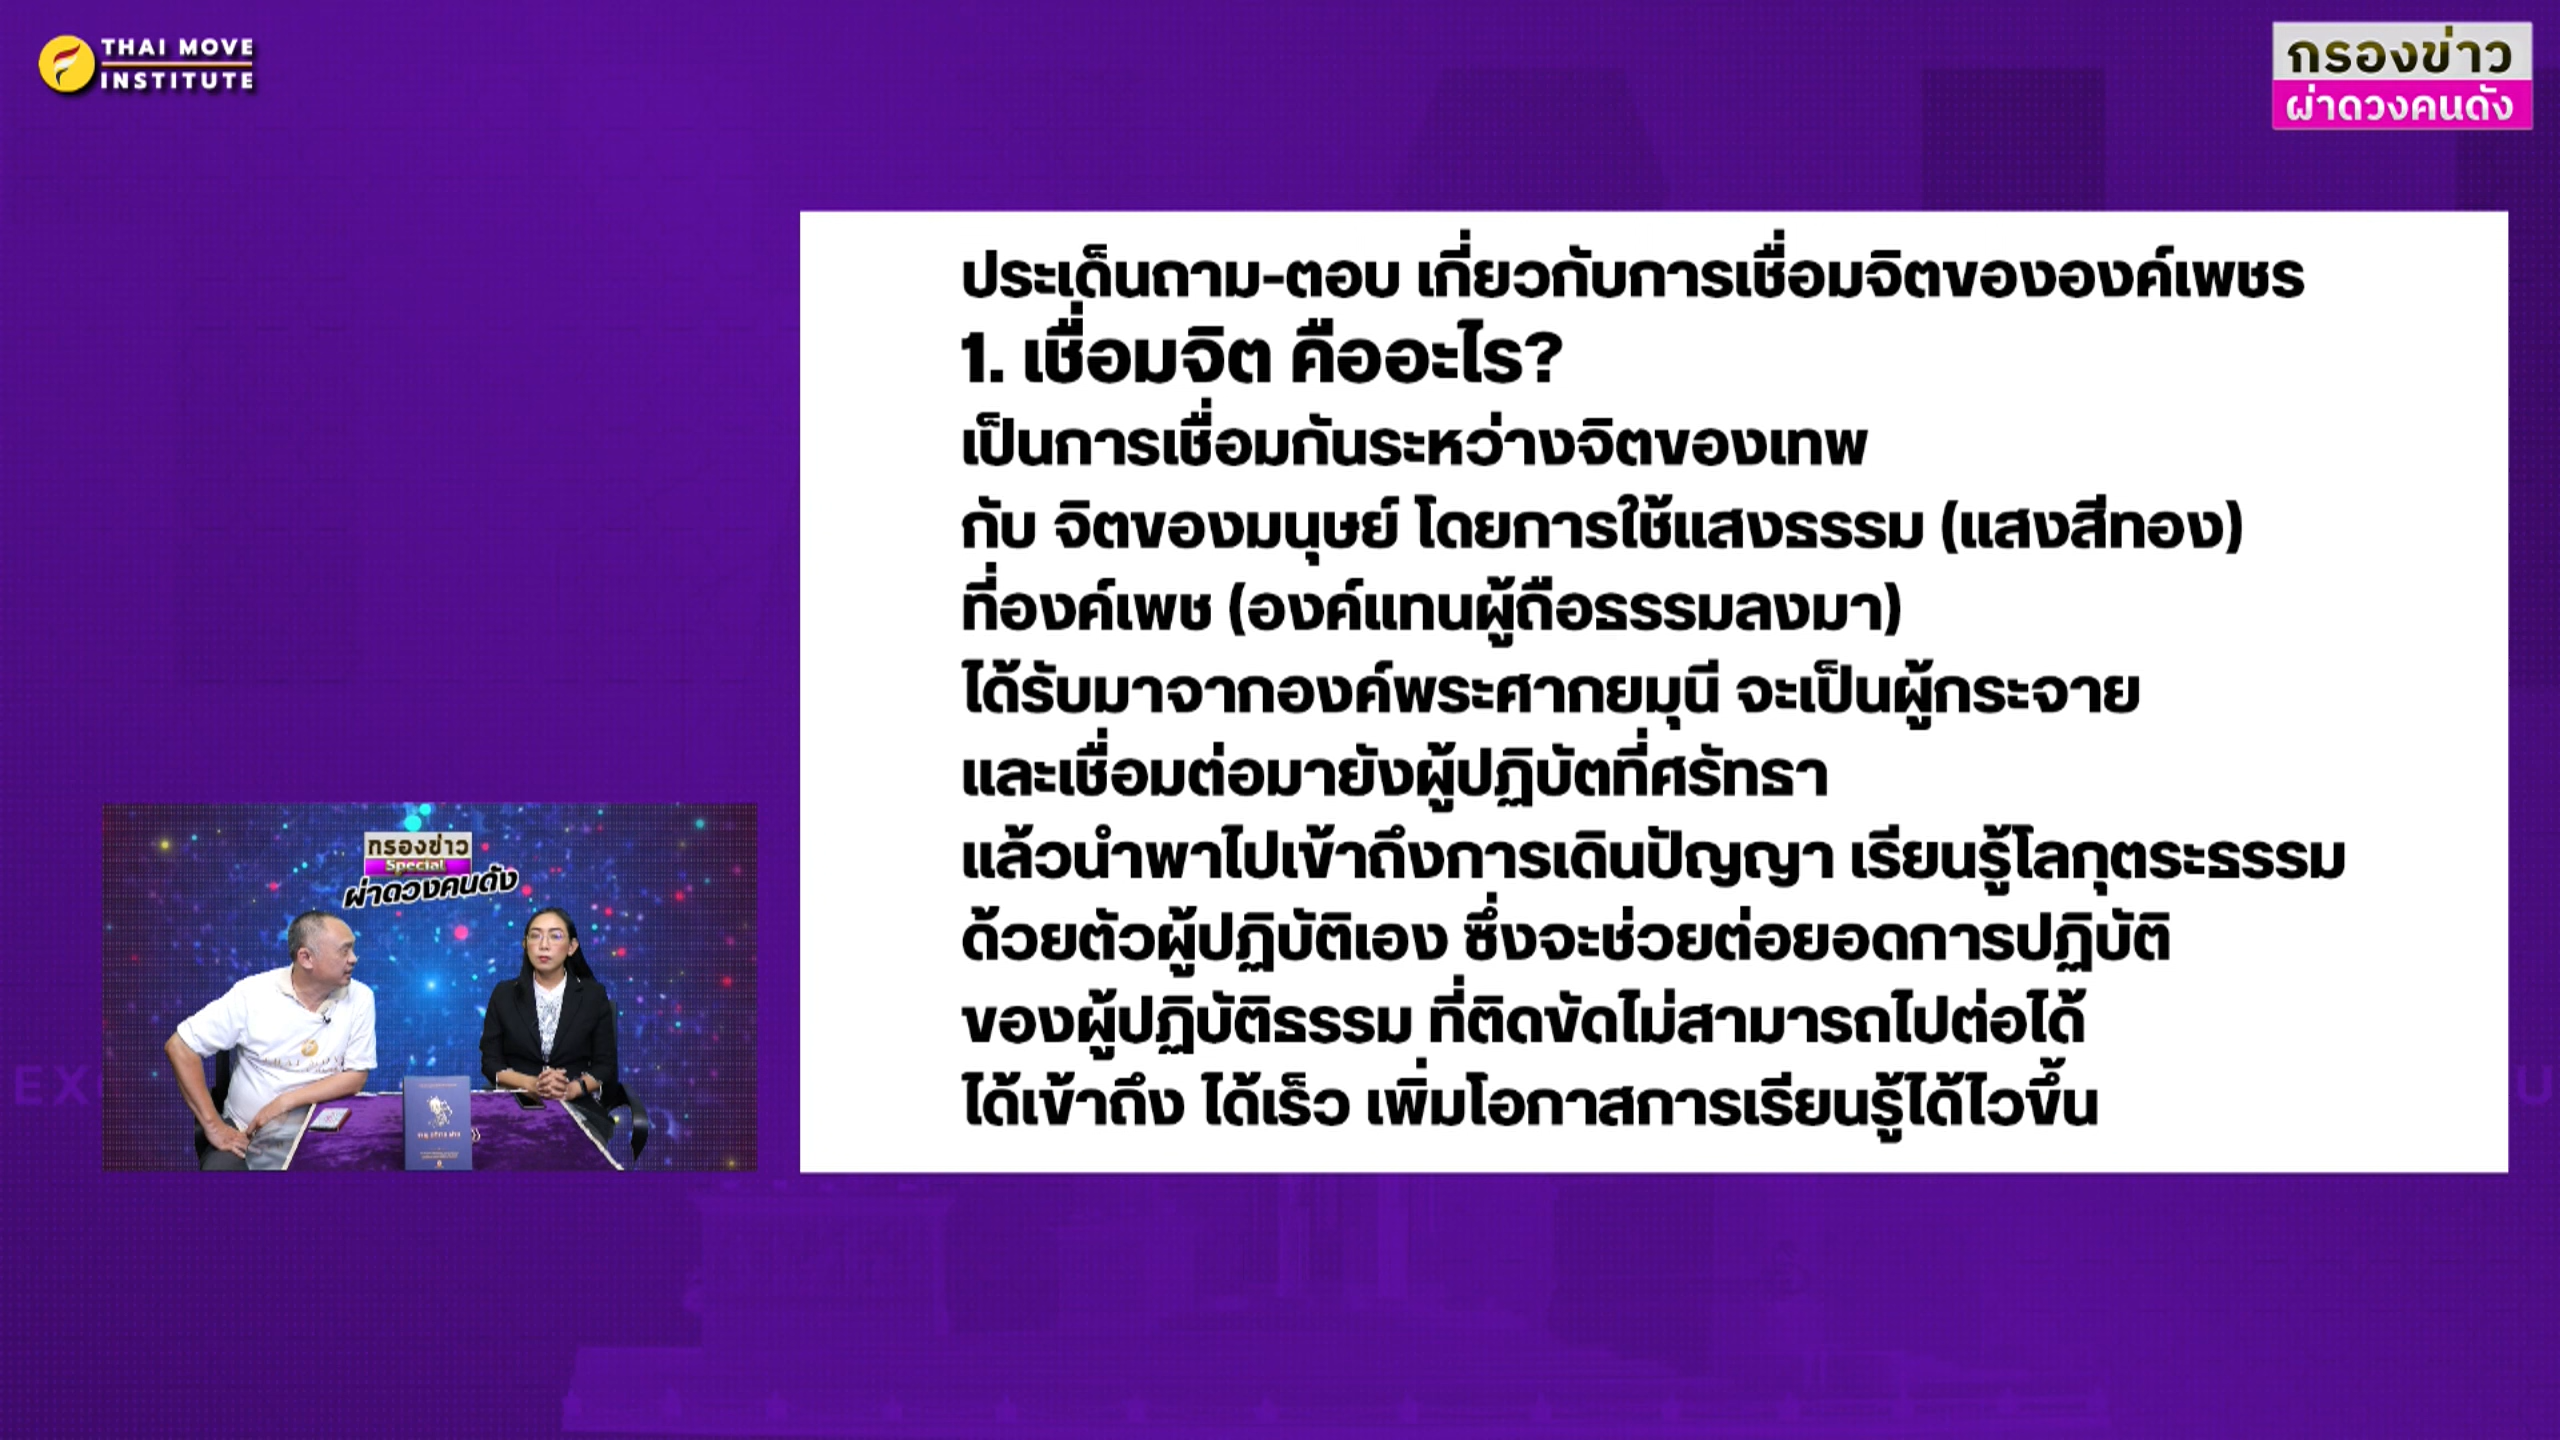 THAI MOVE
INSTITUTE
กรองข่าว
ผ่าดวงคนดัง
ประเด็นถาม-ตอบ เกี่ยวกับการเชื่อมจิตขององค์เพชร
1. เชื่อมจิต คืออะไร?
เป็นการเชื่อมกันระหว่างจิตของเทพ
กับ จิตของมนุษย์ โดยการใช้แสงธรรม (แสงสีทอง)
ที่องค์เพช (องค์แทนผู้ถือธรรมลงมา)
ได้รับมาจากองค์พระศากยมุนี จะเป็นผู้กระจาย
และเชื่อมต่อมายังผู้ปฏิบัตที่ศรัทธา
แล้วนำพาไปเข้าถึงการเดินปัญญา เรียนรู้โลกุตระธรรม
ด้วยตัวผู้ปฏิบัติเอง ซึ่งจะช่วยต่อยอดการปฏิบัติ
ของผู้ปฏิบัติธรรม ที่ติดขัดไม่สามารถไปต่อได้
ได้เข้าถึง ได้เร็ว เพิ่มโอกาสการเรียนรู้ได้ไวขึ้น
กรองข่าว
Special
ผ่าดวงคนดัง